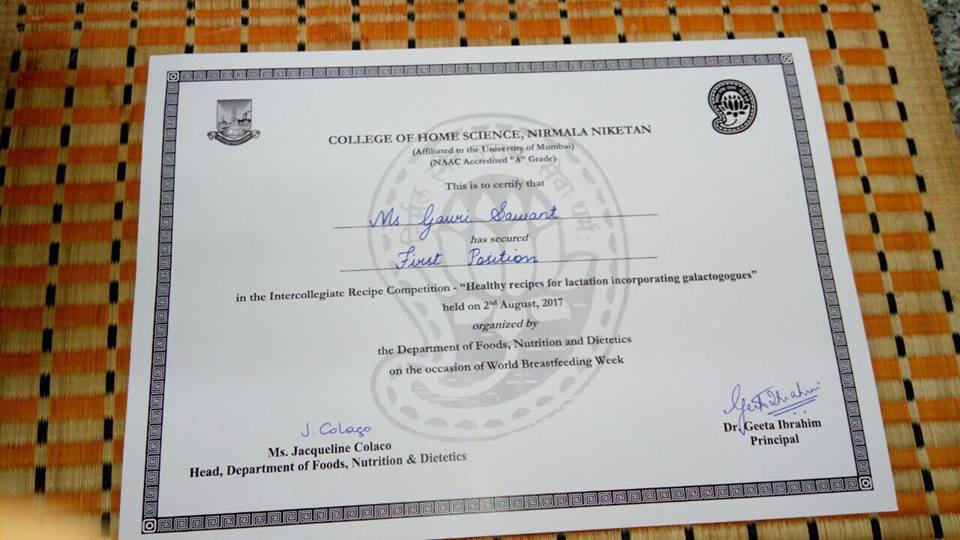 COLLEGE OF HOME SCIENCE, NIRMALA NIKETAN
(Affiliated to the University of Mumbai)
(NAAC Accredited "A" Grade)
This is to certify that
Ms Gauri Sawant
has secured
First Position
in the Intercollegiate Recipe Competition - "Healthy recipes for lactation incorporating galactogogues"
held on 2nd August, 2017
organized by
the Department of Foods, Nutrition and Dietetics
on the occasion of World Breastfeeding Week
J. Colaço
Ms. Jacqueline Colaco
Head, Department of Foods, Nutrition & Dietetics
Geeta Ibrahim
Dr. Geeta Ibrahim
Principal